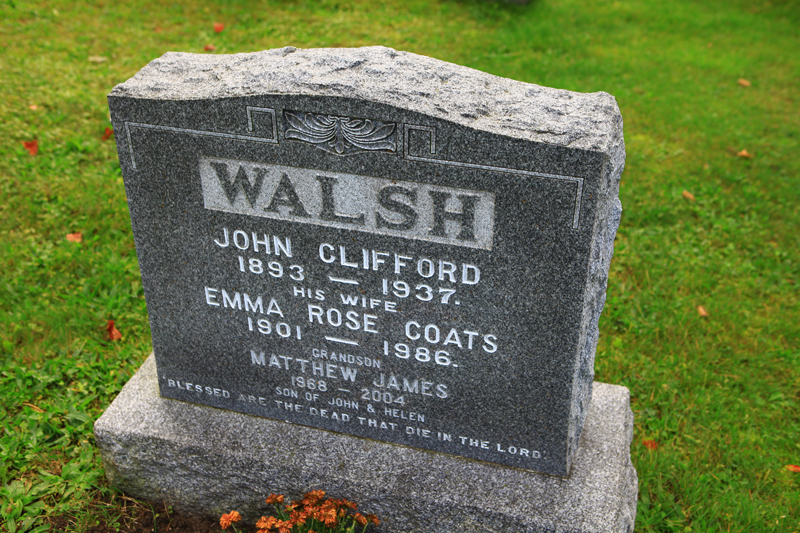 WALSH
JOHN CLIFFORD
1893 — 1937.
HIS WIFE
EMMA ROSE COATS
1901 — 1986.
GRANDSON
MATTHEW JAMES
1968 — 2004
SON OF JOHN & HELEN
"BLESSED ARE THE DEAD THAT DIE IN THE LORD"